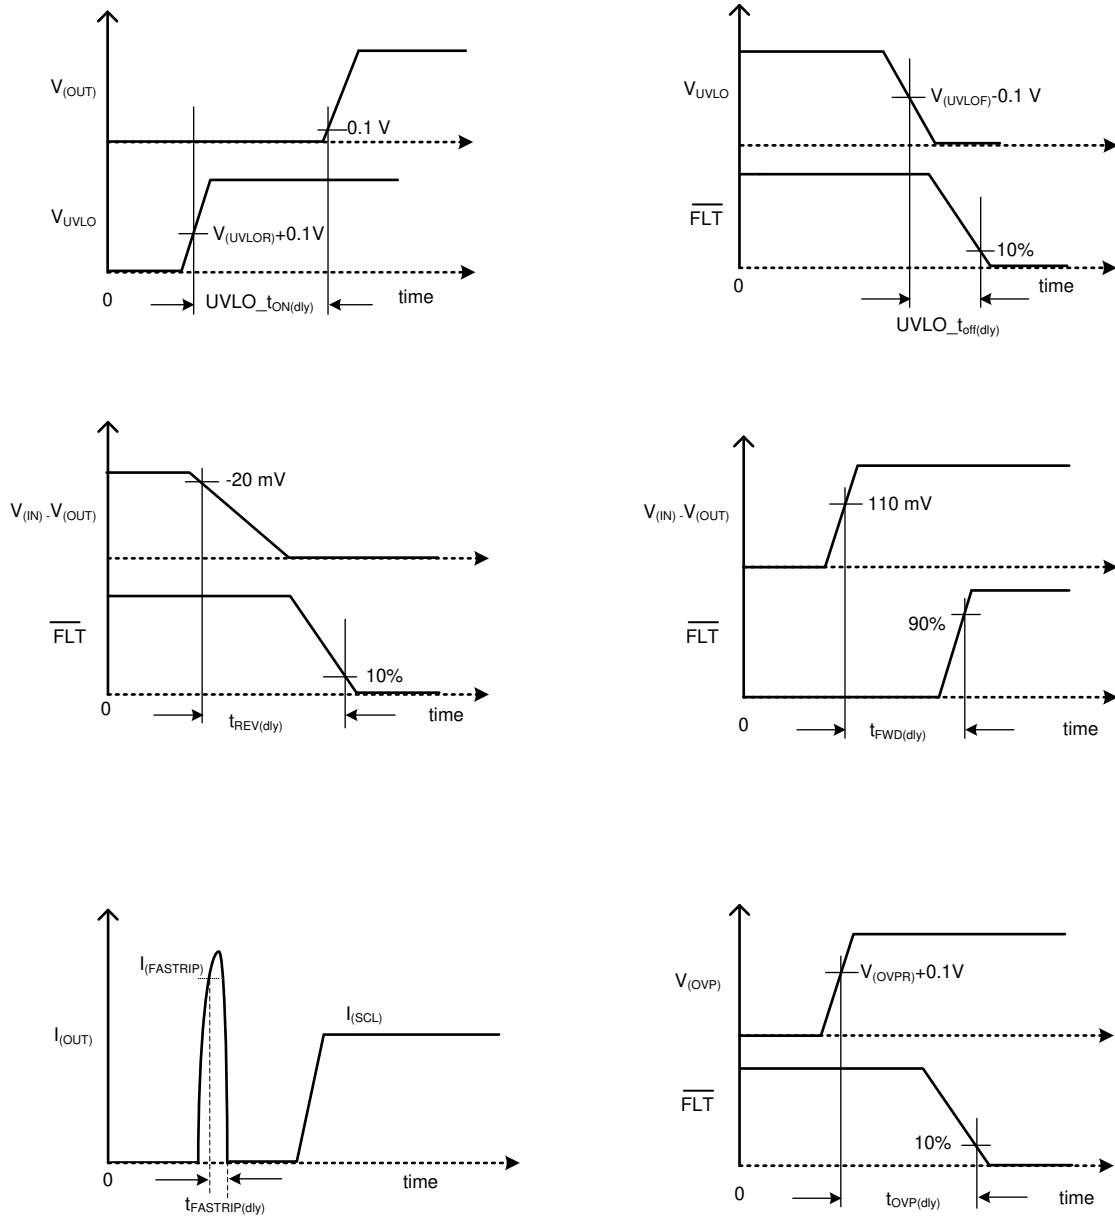 V(OUT)
0.1 V
VUVLO
V(UVLOR)+0.1V
0
UVLO_tON(dly)
time
VUVLO
V(UVLOF)-0.1 V
FLT
10%
0
time
UVLO_toff(dly)
-20 mV
V(IN) -V(OUT)
FLT
10%
0
tREV(dly)
time
V(IN) -V(OUT)
110 mV
FLT
90%
0
tFWD(dly)
time
I(FASTRIP)
I(SCL)
I(OUT)
0
time
tFASTRIP(dly)
V(OVP)
V(OVPR)+0.1V
FLT
10%
0
tOVP(dly)
time